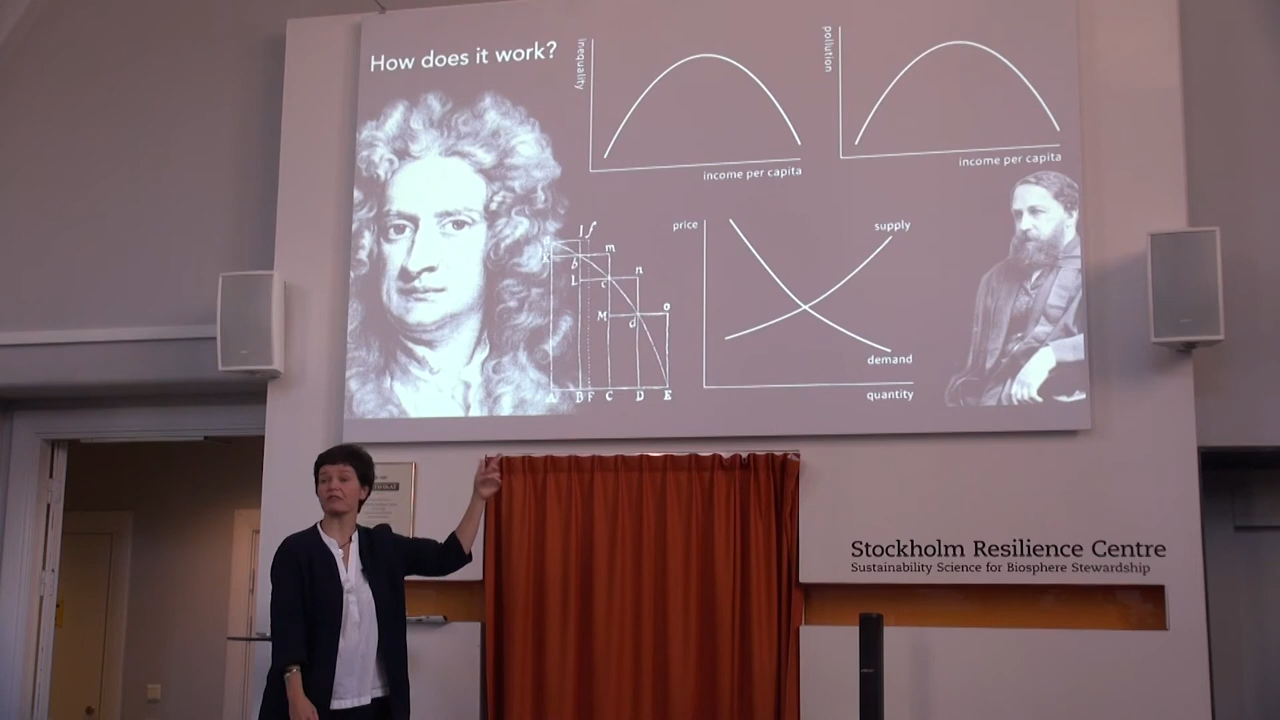 How does it work?
inequality
income per capita
pollution
income per capita
a
l
f
K
b
m
L
c
n
M
d
o
A
B
F
C
D
E
price
supply
demand
quantity
Stockholm Resilience Centre
Sustainability Science for Biosphere Stewardship